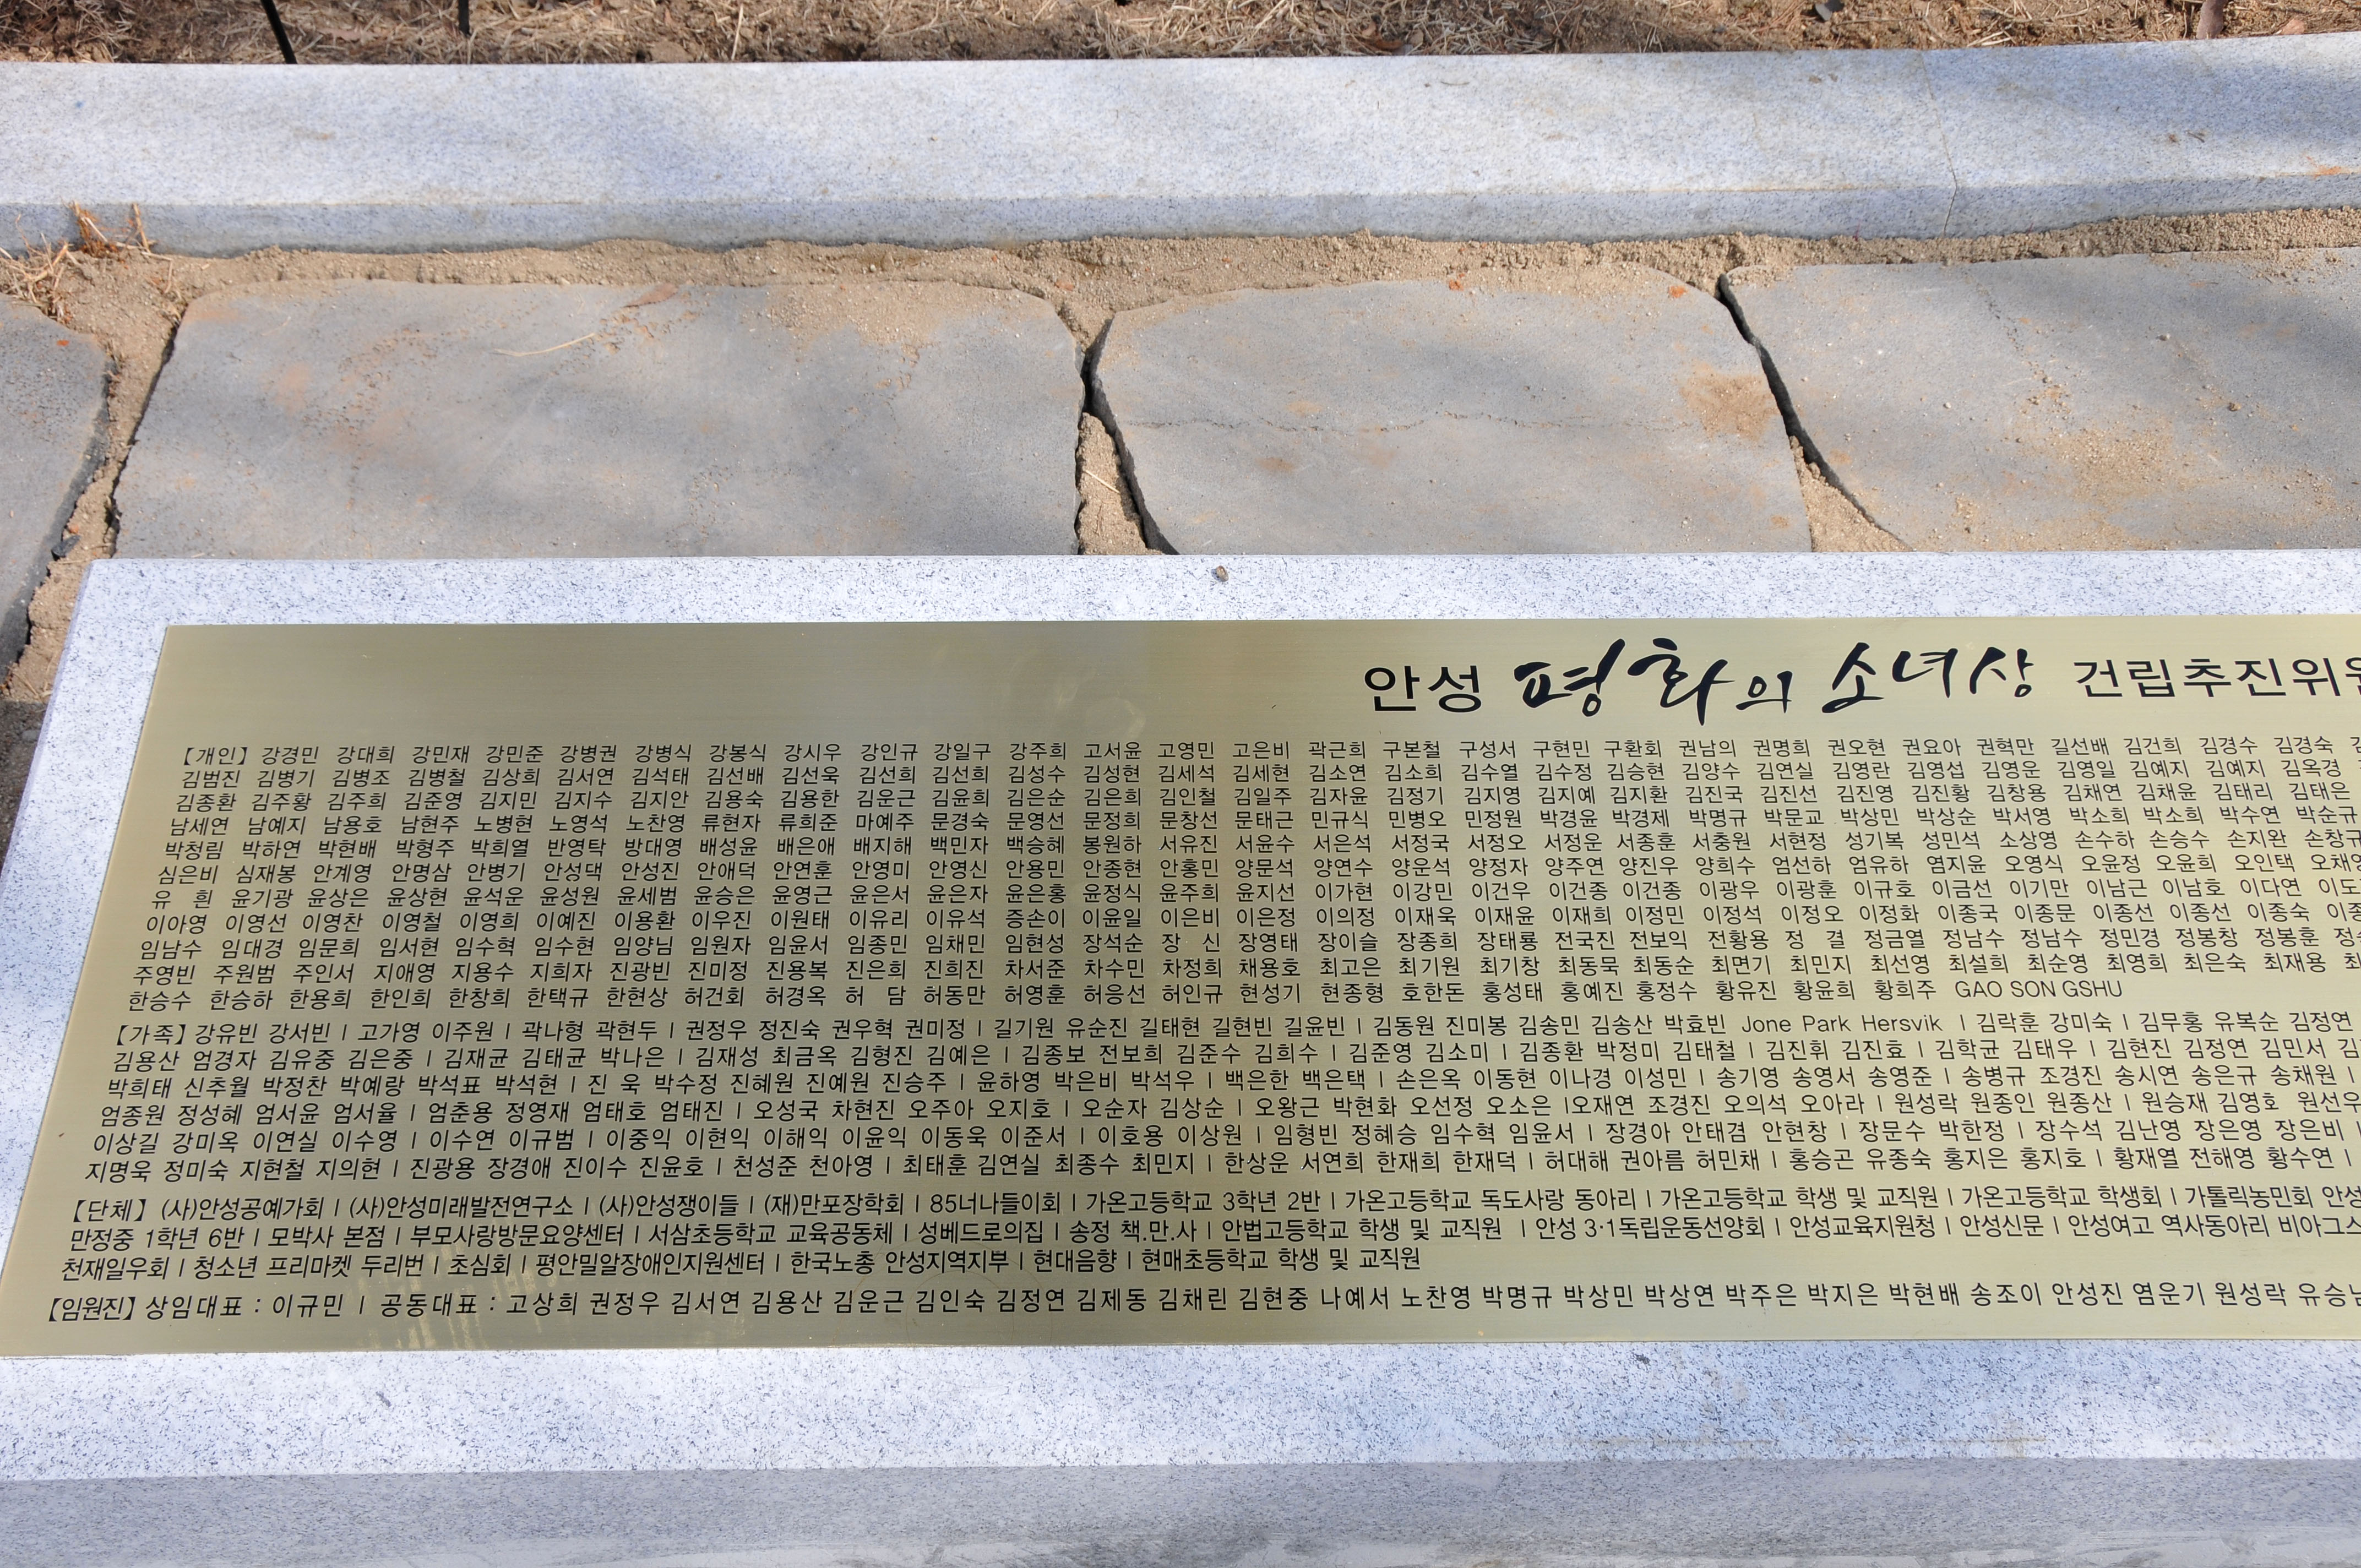 안성 평화의 소녀상 건립추진위원
【개인】 강경민 강대희 강민재 강민준 강병권 강병식 강봉식 강시우 강인규 강일구 강주희 고서윤 고영민 고은비 곽근희 구본철 구성서 구현민 구환회 권남의 권명희 권오현 권요아 권혁만 길선배 김건희 김경수 김경숙
김범진 김병기 김병조 김병철 김상희 김서연 김석태 김선배 김선욱 김선희 김선희 김성수 김성현 김세석 김세현 김소연 김소희 김수열 김수정 김승현 김양수 김연실 김영란 김영섭 김영운 김영일 김예지 김예지 김옥경
김종환 김주황 김주희 김준영 김지민 김지수 김지안 김용숙 김용한 김운근 김윤희 김은순 김은희 김인철 김일주 김자윤 김정기 김지영 김지예 김지환 김진국 김진선 김진영 김진황 김창용 김채연 김채윤 김태리 김태은
남세연 남예지 남용호 남현주 노병현 노영석 노찬영 류현자 류희준 마예주 문경숙 문영선 문정희 문창선 문태근 민규식 민병오 민정원 박경윤 박경제 박명규 박문교 박상민 박상순 박서영 박소희 박소희 박수연 박순규
박청림 박하연 박현배 박형주 박희열 반영탁 방대영 배성윤 배은애 배지해 백민자 백승혜 봉원하 서유진 서윤수 서은석 서정국 서정오 서정운 서종훈 서충원 서현정 성기복 성민석 소상영 손수하 손승수 손지완 손창규
심은비 심재봉 안계영 안명삼 안병기 안성댁 안성진 안애덕 안연훈 안영미 안영신 안용민 안종현 안홍민 양문석 양연수 양운석 양정자 양주연 양진우 양희수 엄선하 엄유하 염지윤 오영식 오윤정 오윤희 오인택 오채영
유 흰 윤기광 윤상은 윤상현 윤석운 윤성원 윤세범 윤승은 윤영근 윤은서 윤은자 윤은홍 윤정식 윤주희 윤지선 이가현 이강민 이건우 이건종 이건종 이광우 이광훈 이규호 이금선 이기만 이남근 이남호 이다연
이아영 이영선 이영찬 이영철 이영희 이예진 이용환 이우진 이원태 이유리 이유석 증손이 이윤일 이은비 이은정 이의정 이재욱 이재윤 이재희 이정민 이정석 이정오 이정화 이종국 이종문 이종선 이종선 이종숙
임남수 임대경 임문희 임서현 임수혁 임수현 임양님 임원자 임윤서 임종민 임채민 임현성 장석순 장 신 장영태 장이슬 장종희 장태룡 전국진 전보익 전황용 정 결 정금열 정남수 정남수 정민경 정봉창 정봉훈
주영빈 주원범 주인서 지애영 지용수 지희자 진광빈 진미정 진용복 진은희 진희진 차서준 차수민 차정희 채용호 최고은 최기원 최기창 최동묵 최동순 최면기 최민지 최선영 최설희 최순영 최영희 최은숙 최재용
한승수 한승하 한용희 한인희 한창희 한택규 한현상 허건회 허경옥 허 담 허동만 허영훈 허응선 허인규 현성기 현종형 호한돈 홍성태 홍예진 홍정수 황유진 황윤희 황희주 GAO SON GSHU
【가족】 강유빈 강서빈 | 고가영 이주원 | 곽나형 곽현두 | 권정우 정진숙 권우혁 권미정 | 길기원 유순진 길태현 길현빈 길윤빈 | 김동원 진미봉 김송민 김송산 박효빈 Jone Park Hersvik | 김락훈 강미숙 | 김무홍 유복순 김정연
김용산 엄경자 김유중 김은중 | 김재균 김태균 박나은 | 김재성 최금옥 김형진 김예은 | 김종보 전보희 김준수 김희수 | 김준영 김소미 | 김종환 박정미 김태철 | 김진휘 김진효 | 김학균 김태우 | 김현진 김정연 김민서
박희태 신추월 박정찬 박예랑 박석표 박석현 | 진 욱 박수정 진혜원 진예원 진승주 | 윤하영 박은비 박석우 | 백은한 백은택 | 손은옥 이동현 이나경 이성민 | 송기영 송영서 송영준 | 송병규 조경진 송시연 송은규 송채원 |
엄종원 정성혜 엄서윤 엄서율 | 엄춘용 정영재 엄태호 엄태진 | 오성국 차현진 오주아 오지호 | 오순자 김상순 | 오왕근 박현화 오선정 오소은 |오재연 조경진 오의석 오아라 | 원성락 원종인 원종산 | 원승재 김영호 원선우
이상길 강미옥 이연실 이수영 | 이수연 이규범 | 이중익 이현익 이해익 이윤익 이동욱 이준서 | 이호용 이상원 | 임형빈 정혜승 임수혁 임윤서 | 장경아 안태겸 안현창 | 장문수 박한정 | 장수석 김난영 장은영 장은비 |
지명욱 정미숙 지현철 지의현 | 진광용 장경애 진이수 진윤호 | 천성준 천아영 | 최태훈 김연실 최종수 최민지 | 한상운 서연희 한재희 한재덕 | 허대해 권아름 허민채 | 홍승곤 유종숙 홍지은 홍지호 | 황재열 전해영 황수연 |
【단체】 (사)안성공예가회 | (사)안성미래발전연구소 | (사)안성쟁이들 | (재)만포장학회 | 85너나들이회 | 가온고등학교 3학년 2반 | 가온고등학교 독도사랑 동아리 | 가온고등학교 학생 및 교직원 | 가온고등학교 학생회 | 가톨릭농민회 안성
만정중 1학년 6반 | 모박사 본점 | 부모사랑방문요양센터 | 서삼초등학교 교육공동체 | 성베드로의집 | 송정 책.만.사 | 안법고등학교 학생 및 교직원 | 안성 3·1독립운동선양회 | 안성교육지원청 | 안성신문 | 안성여고 역사동아리 비아그스
천재일우회 | 청소년 프리마켓 두리번 | 초심회 | 평안밀알장애인지원센터 | 한국노총 안성지역지부 | 현대음향 | 현매초등학교 학생 및 교직원
【임원진】 상임대표 : 이규민 | 공동대표 : 고상희 권정우 김서연 김용산 김운근 김인숙 김정연 김제동 김채린 김현중 나예서 노찬영 박명규 박상민 박상연 박주은 박지은 박현배 송조이 안성진 염운기 원성락 유승남